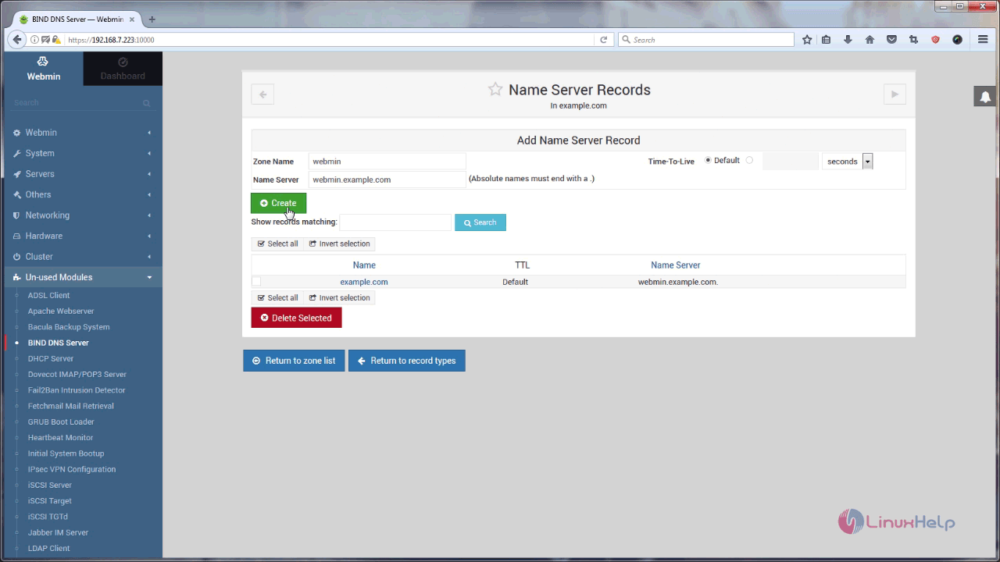 BIND DNS Server — Webmin
https://192.168.7.223:10000
Search
Webmin
Dashboard
Search
Webmin
System
Servers
Others
Networking
Hardware
Cluster
Un-used Modules
ADSL Client
Apache Webserver
Bacula Backup System
BIND DNS Server
DHCP Server
Dovecot IMAP/POP3 Server
Fail2Ban Intrusion Detector
Fetchmail Mail Retrieval
GRUB Boot Loader
Heartbeat Monitor
Initial System Bootup
IPsec VPN Configuration
iSCSI Server
iSCSI Target
iSCSI TGTd
Jabber IM Server
LDAP Client
Name Server Records
In example.com
Add Name Server Record
Zone Name webmin Time-To-Live Default seconds
Name Server webmin.example.com (Absolute names must end with a .)
Create
Show records matching: Search
Select all Invert selection
Name TTL Name Server
example.com Default webmin.example.com.
Select all Invert selection
Delete Selected
Return to zone list Return to record types
LinuxHelp